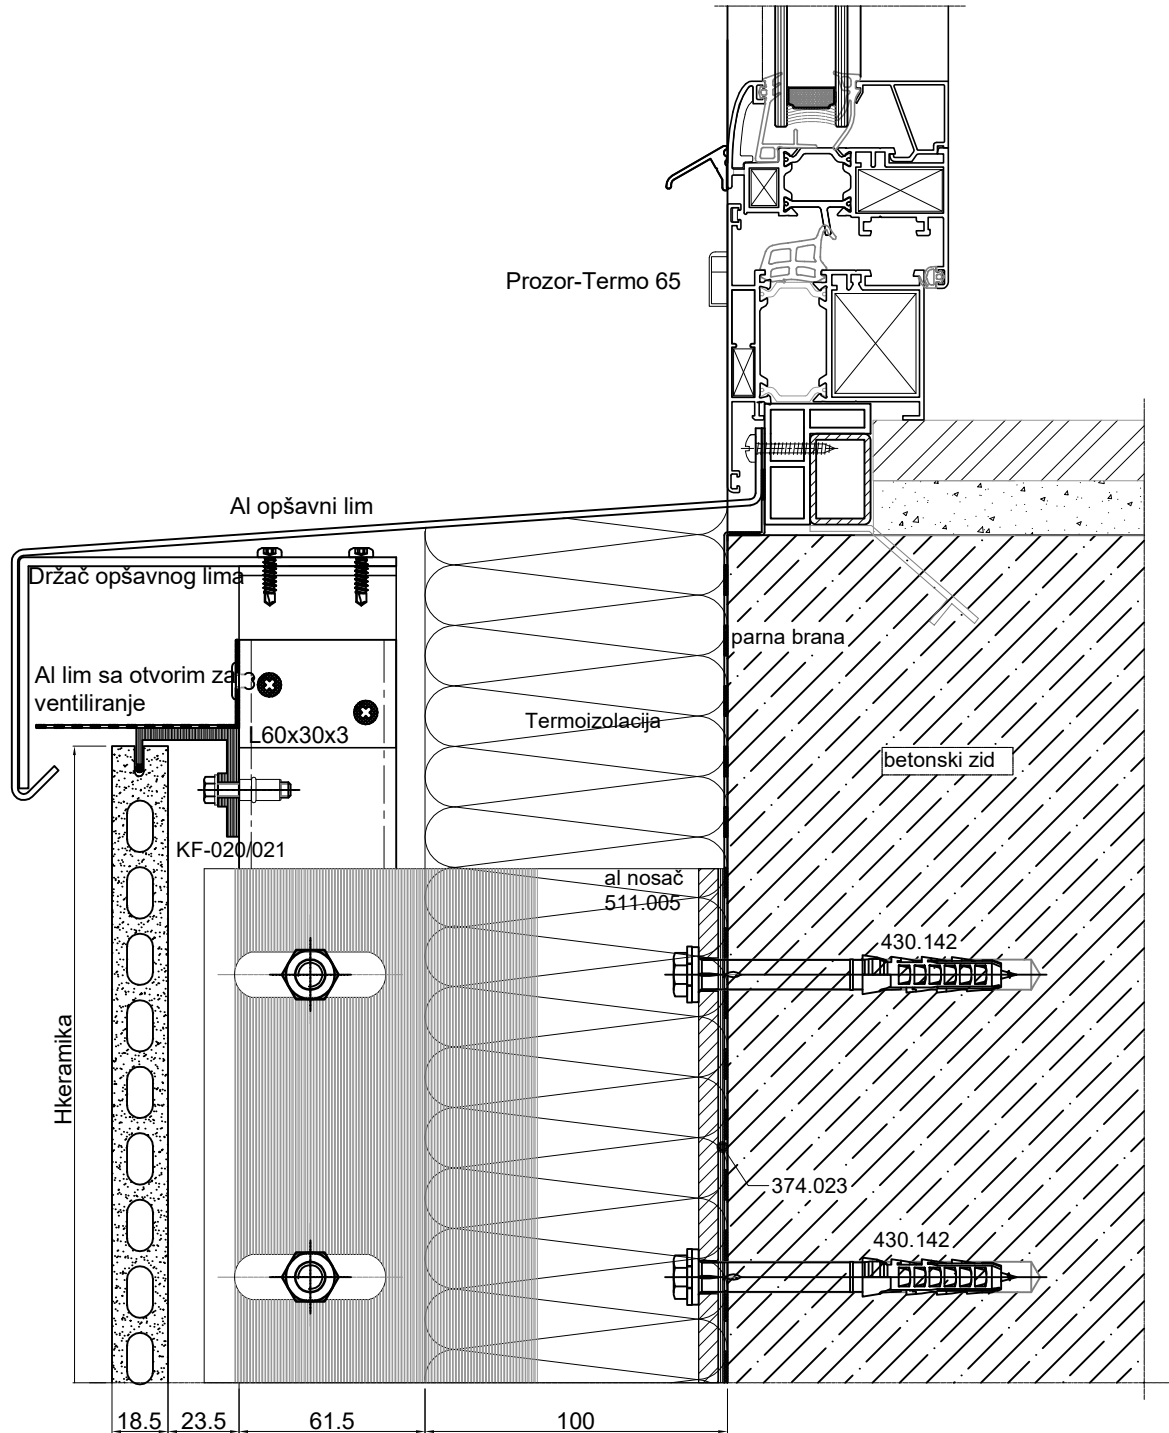 Prozor-Termo 65
Al opšavni lim
Držač opšavnog lima
parna brana
Al lim sa otvorim za
ventiliranje
Termoizolacija
L60x30x3
betonski zid
KF-020/021
al nosač
511.005
430.142
Hkeramika
374.023
430.142
18.5 23.5 61.5 100